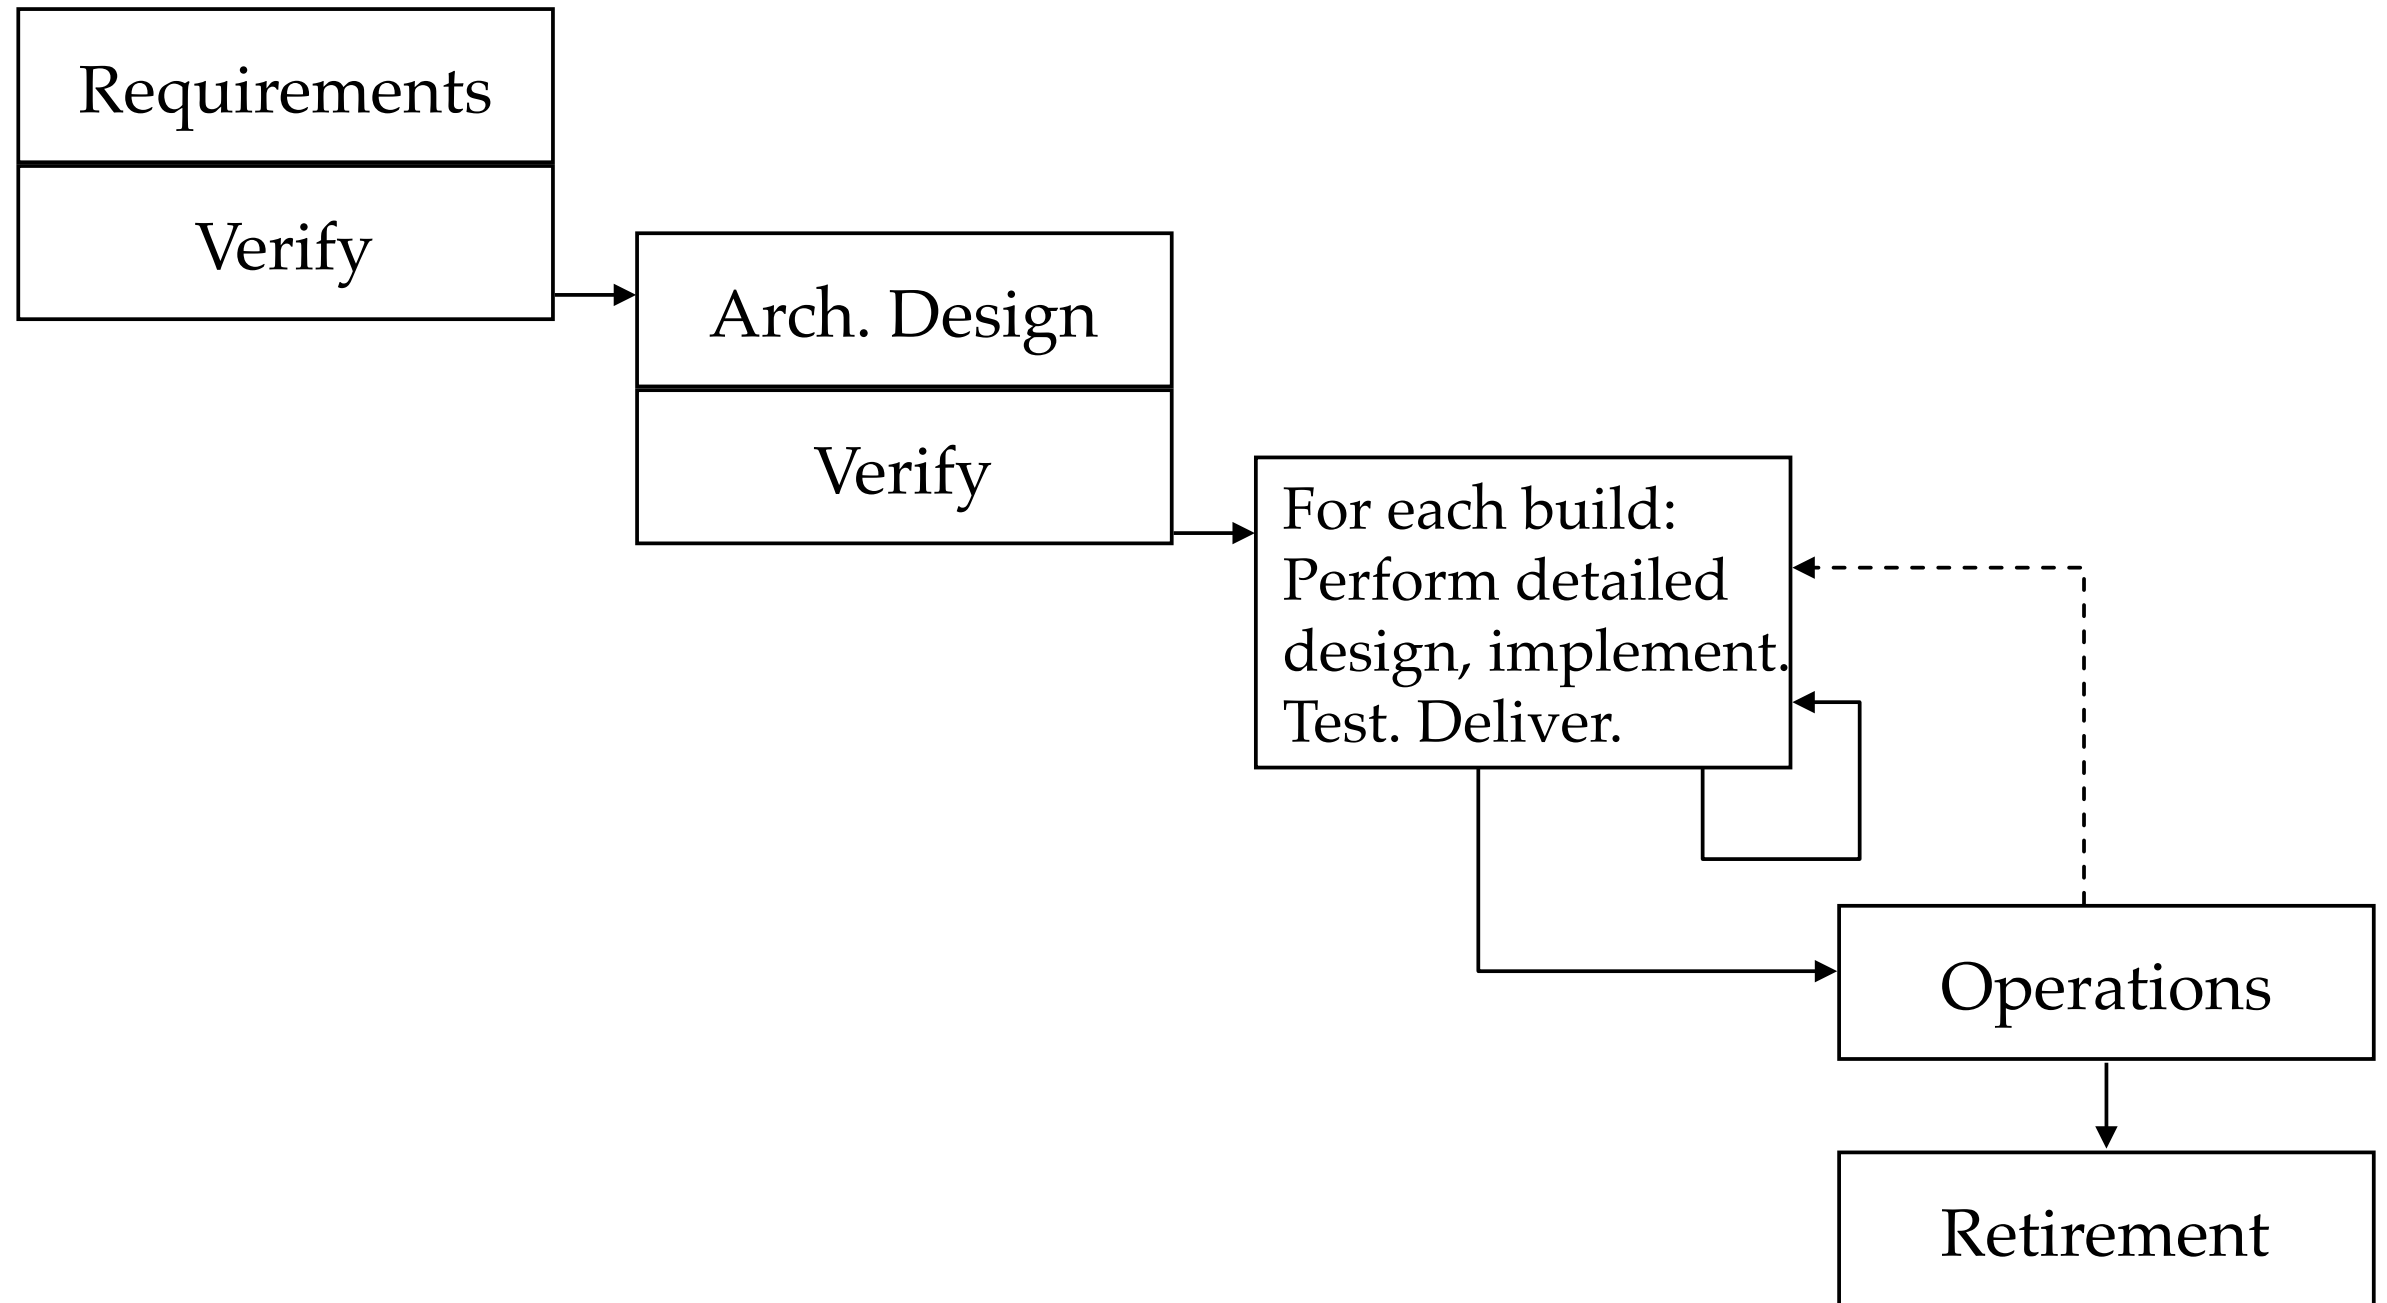 Requirements
Verify
Arch. Design
Verify
For each build:
Perform detailed
design, implement.
Test. Deliver.
Operations
Retirement